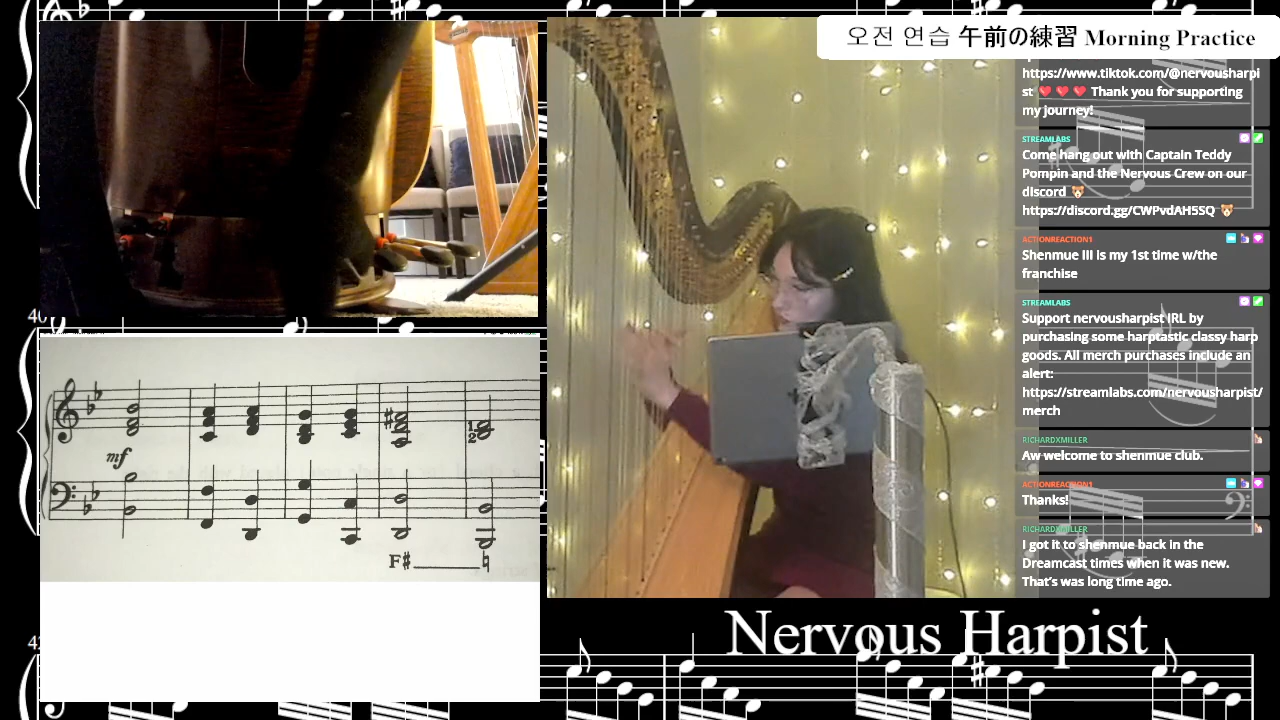 오전 연습 午前の練習 Morning Practice
https://www.tiktok.com/@nervousharpi
st ❤️ ❤️ ❤️ Thank you for supporting
my journey!
STREAMLABS
Come hang out with Captain Teddy
Pompin and the Nervous Crew on our
discord 🐹
https://discord.gg/CWPvdAH5SQ 🐹
ACTIONREACTION1
Shenmue III is my 1st time w/the
franchise
STREAMLABS
Support nervousharpist IRL by
purchasing some harptastic classy harp
goods. All merch purchases include an
alert:
https://streamlabs.com/nervousharpist/
merch
RICHARDXMILLER
Aw welcome to shenmue club.
ACTIONREACTION1
Thanks!
RICHARDXMILLER
I got it to shenmue back in the
Dreamcast times when it was new.
That's was long time ago.
40
mf
1
2
F#
Nervous Harpist